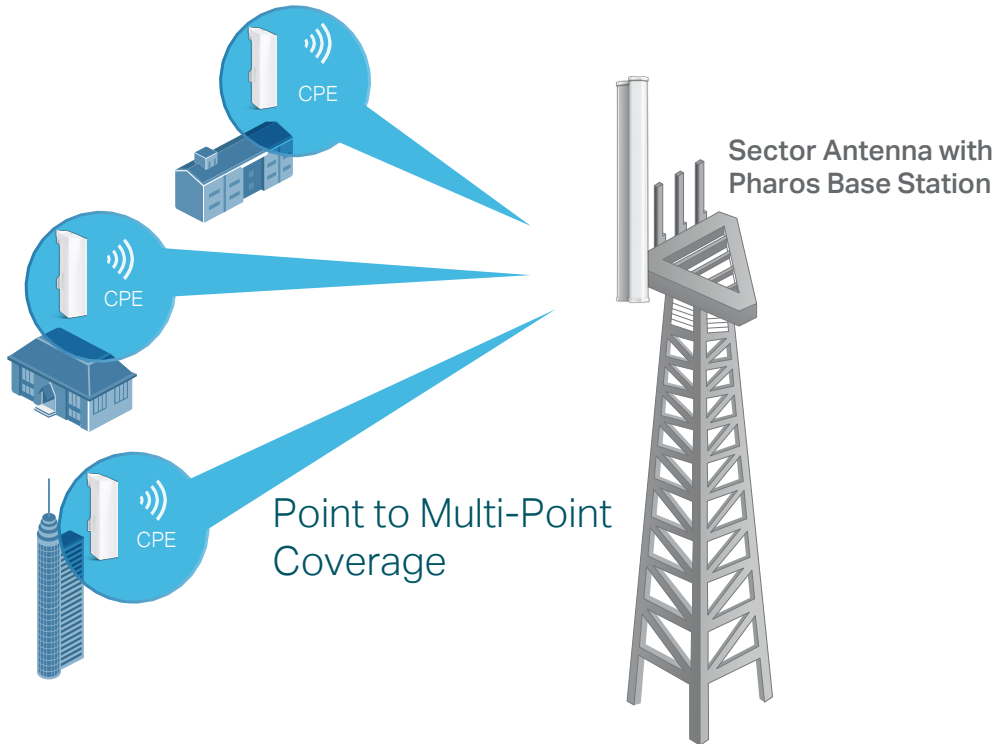 CPE
Sector Antenna with
Pharos Base Station
CPE
CPE
Point to Multi-Point
Coverage